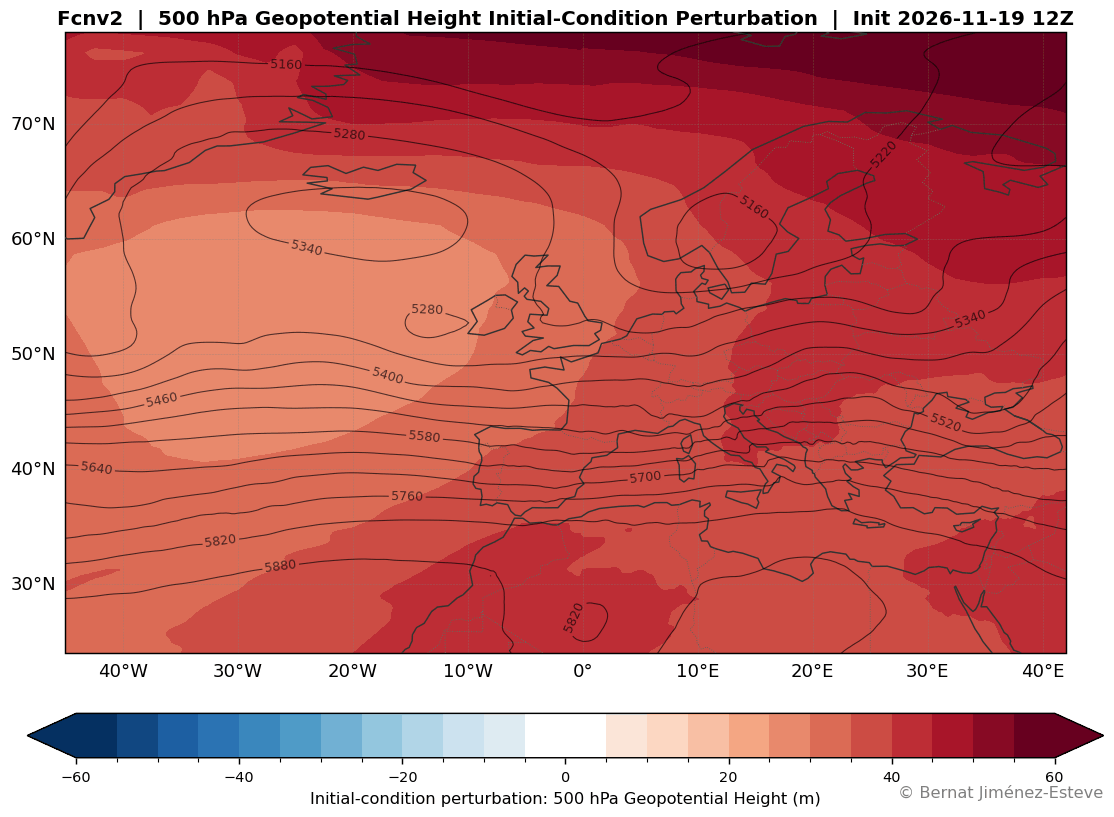 Fcnv2 | 500 hPa Geopotential Height Initial-Condition Perturbation | Init 2026-11-19 12Z
5160
70°N
5280
5220
5160
60°N
5340
5280
5340
50°N
5400
5460
5520
5580
40°N
5640
5700
5760
5820
5880
30°N
5820
40°W 30°W 20°W 10°W 0° 10°E 20°E 30°E 40°E
−60 −40 −20 0 20 40 60
Initial-condition perturbation: 500 hPa Geopotential Height (m)
© Bernat Jiménez-Esteve